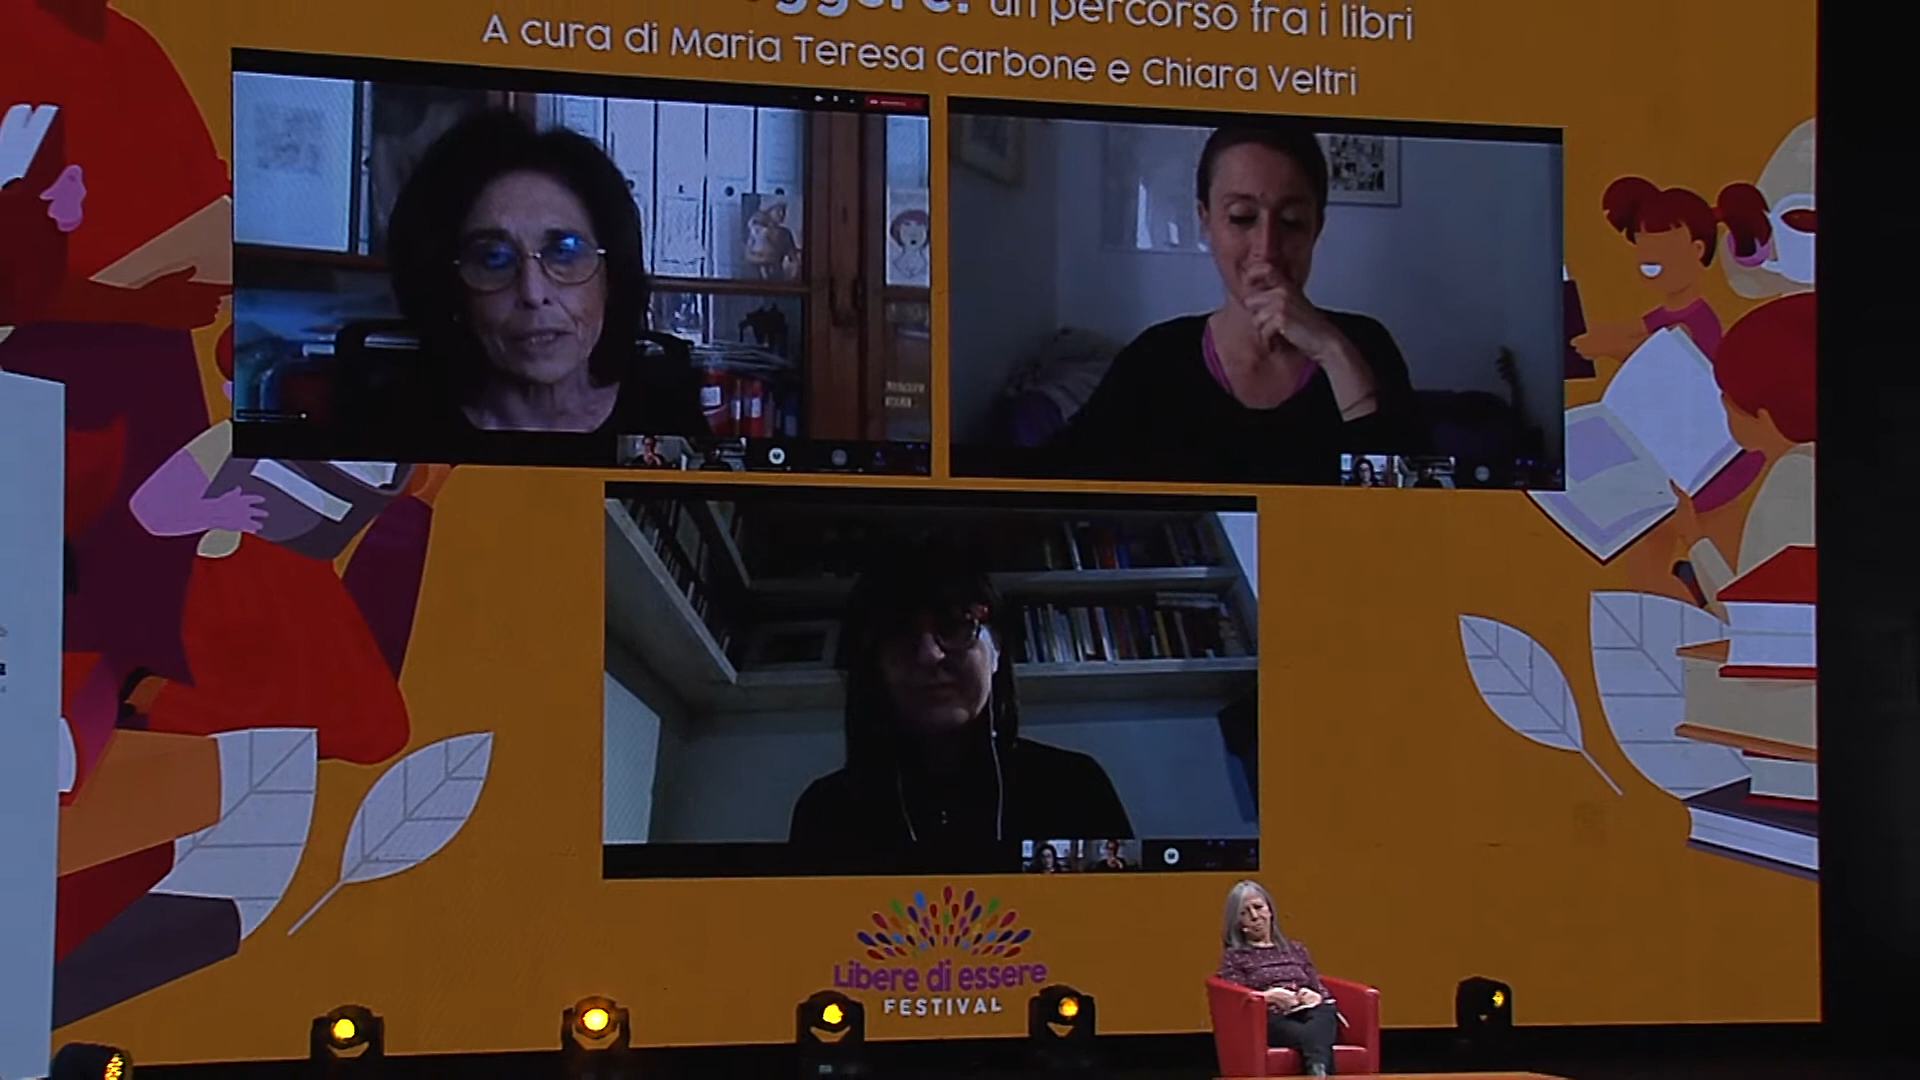 un percorso fra i libri
A cura di Maria Teresa Carbone e Chiara Veltri
Libere di essere
FESTIVAL